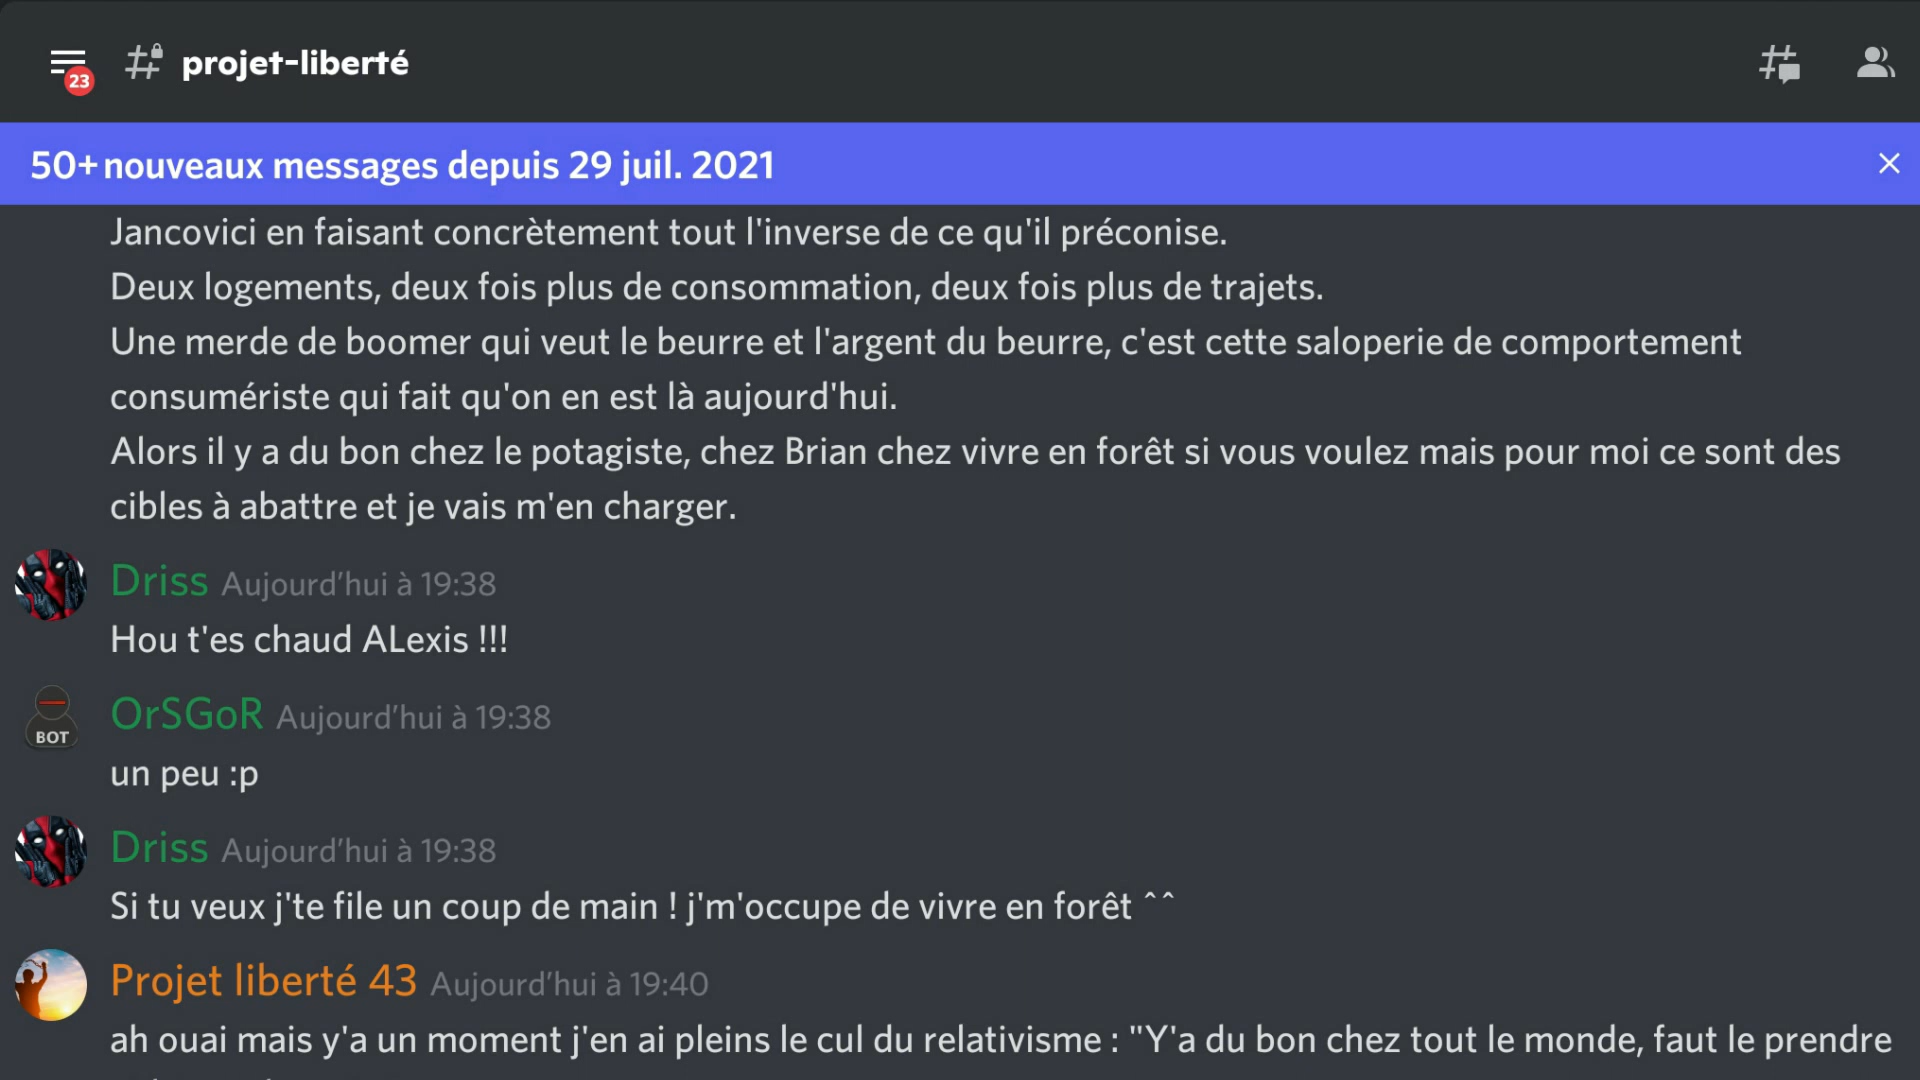 23
projet-liberté
50+ nouveaux messages depuis 29 juil. 2021
Jancovici en faisant concrètement tout l'inverse de ce qu'il préconise.
Deux logements, deux fois plus de consommation, deux fois plus de trajets.
Une merde de boomer qui veut le beurre et l'argent du beurre, c'est cette saloperie de comportement
consumériste qui fait qu'on en est là aujourd'hui.
Alors il y a du bon chez le potagiste, chez Brian chez vivre en forêt si vous voulez mais pour moi ce sont des
cibles à abattre et je vais m'en charger.
Driss Aujourd'hui à 19:38
Hou t'es chaud ALexis !!!
OrSGoR Aujourd'hui à 19:38
BOT
un peu :p
Driss Aujourd'hui à 19:38
Si tu veux j'te file un coup de main ! j'm'occupe de vivre en forêt ^^
Projet liberté 43 Aujourd'hui à 19:40
ah ouai mais y'a un moment j'en ai pleins le cul du relativisme : "Y'a du bon chez tout le monde, faut le prendre